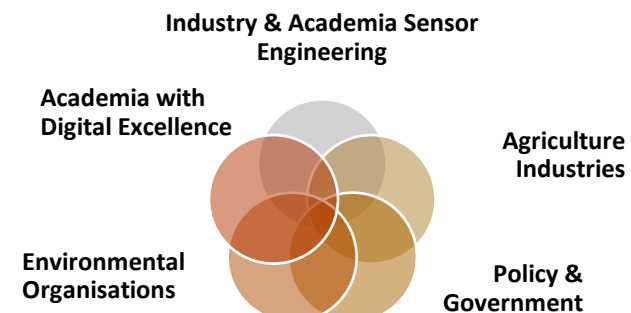 Industry & Academia Sensor
Engineering
Academia with
Digital Excellence
Agriculture
Industries
Environmental
Organisations
Policy &
Government